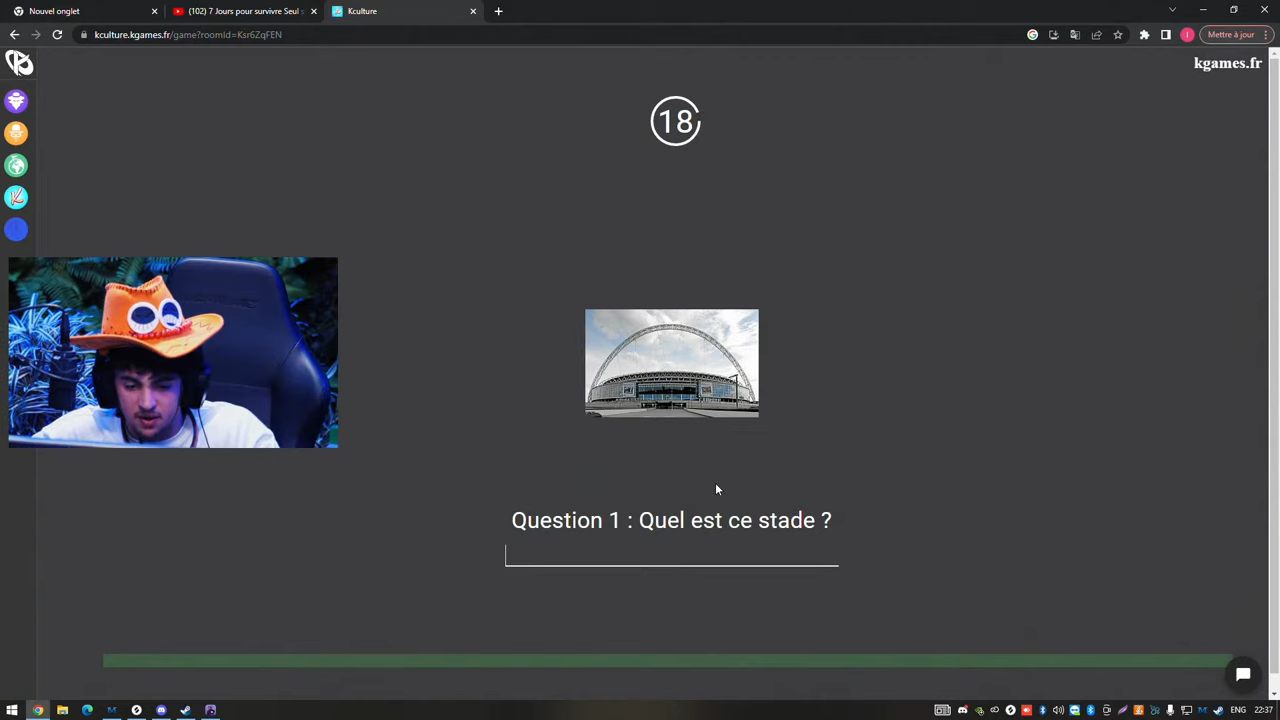 Nouvel onglet
(102) 7 Jours pour survivre Seul s
Kculture
kculture.kgames.fr/game?roomId=Ksr6ZqFEN
Mettre à jour
kgames.fr
18
Question 1 : Quel est ce stade ?
ENG
22:37